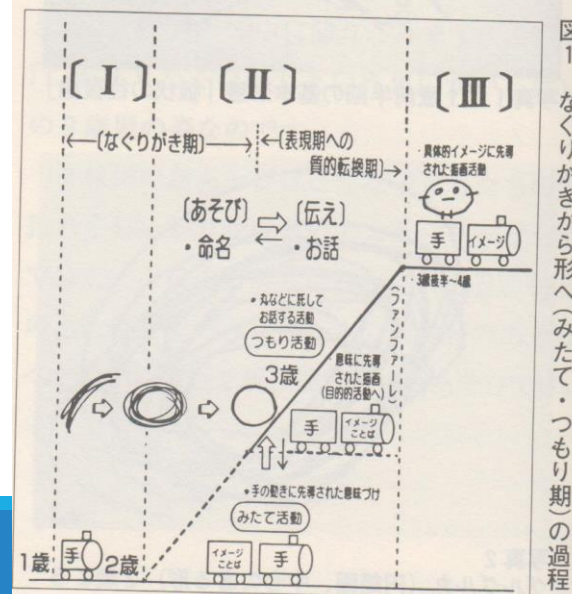 図1 なぐりがきから形へ(みたて・つもり期)の過程
〔Ⅰ〕 〔Ⅱ〕 〔Ⅲ〕
←〔なぐりがき期〕→
←〔表現期への
質的転換期〕→
・具体的イメージに先導
された描画活動
〔あそび〕⇨〔伝え〕
・命名 ← ・お話
手 イメージ
・3歳後半~4歳
(ファンファーレ)
*丸などに託して
お話する活動
つもり活動
3歳
・意味に先導
された描画
(目的的活動へ)
手 イメージ
ことば
*手の動きに先導された意味づけ
みたて活動
1歳 手 2歳
イメージ
ことば 手